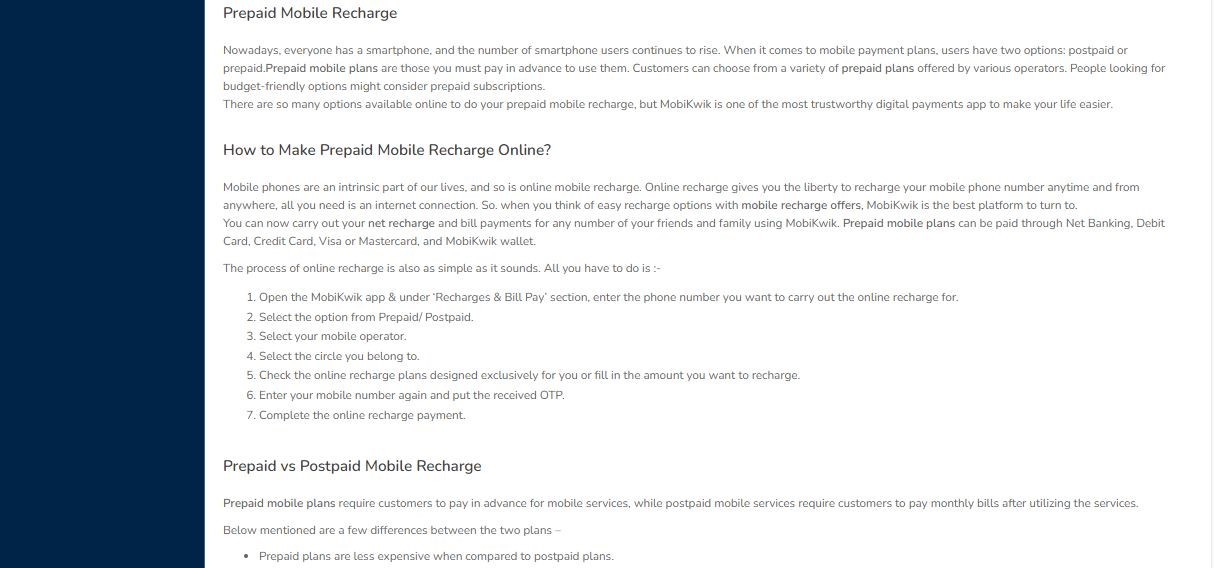 Prepaid Mobile Recharge
Nowadays, everyone has a smartphone, and the number of smartphone users continues to rise. When it comes to mobile payment plans, users have two options: postpaid or
prepaid.Prepaid mobile plans are those you must pay in advance to use them. Customers can choose from a variety of prepaid plans offered by various operators. People looking for
budget-friendly options might consider prepaid subscriptions.
There are so many options available online to do your prepaid mobile recharge, but MobiKwik is one of the most trustworthy digital payments app to make your life easier.
How to Make Prepaid Mobile Recharge Online?
Mobile phones are an intrinsic part of our lives, and so is online mobile recharge. Online recharge gives you the liberty to recharge your mobile phone number anytime and from
anywhere, all you need is an internet connection. So. when you think of easy recharge options with mobile recharge offers, MobiKwik is the best platform to turn to.
You can now carry out your net recharge and bill payments for any number of your friends and family using MobiKwik. Prepaid mobile plans can be paid through Net Banking, Debit
Card, Credit Card, Visa or Mastercard, and MobiKwik wallet.
The process of online recharge is also as simple as it sounds. All you have to do is :-
1. Open the MobiKwik app & under ‘Recharges & Bill Pay’ section, enter the phone number you want to carry out the online recharge for.
2. Select the option from Prepaid/ Postpaid.
3. Select your mobile operator.
4. Select the circle you belong to.
5. Check the online recharge plans designed exclusively for you or fill in the amount you want to recharge.
6. Enter your mobile number again and put the received OTP.
7. Complete the online recharge payment.
Prepaid vs Postpaid Mobile Recharge
Prepaid mobile plans require customers to pay in advance for mobile services, while postpaid mobile services require customers to pay monthly bills after utilizing the services.
Below mentioned are a few differences between the two plans –
• Prepaid plans are less expensive when compared to postpaid plans.